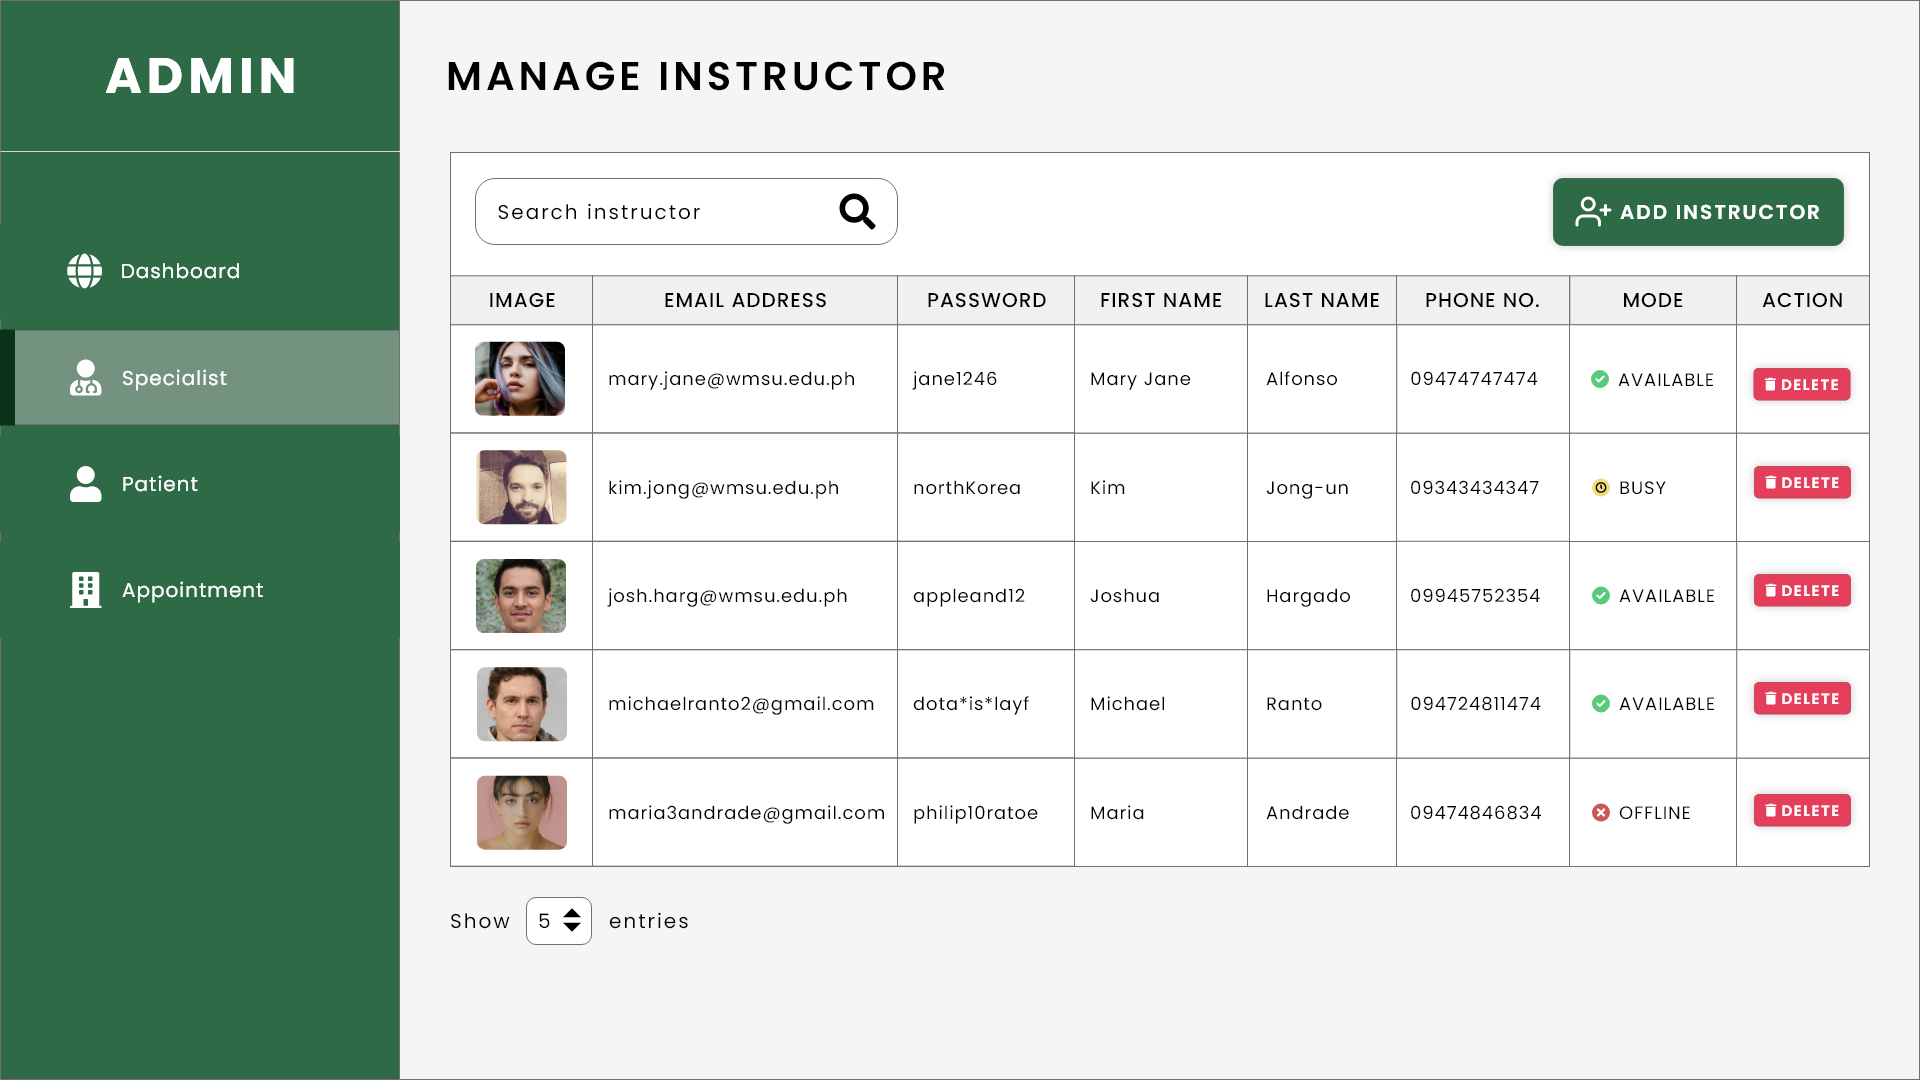 ADMIN
MANAGE INSTRUCTOR
Search instructor
ADD INSTRUCTOR
Dashboard
Specialist
Patient
Appointment
IMAGE EMAIL ADDRESS PASSWORD FIRST NAME LAST NAME PHONE NO. MODE ACTION
mary.jane@wmsu.edu.ph jane1246 Mary Jane Alfonso 09474747474 AVAILABLE DELETE
kim.jong@wmsu.edu.ph northKorea Kim Jong-un 09343434347 BUSY DELETE
josh.harg@wmsu.edu.ph appleand12 Joshua Hargado 09945752354 AVAILABLE DELETE
michaelranto2@gmail.com dota*is*layf Michael Ranto 094724811474 AVAILABLE DELETE
maria3andrade@gmail.com philip10ratoe Maria Andrade 09474846834 OFFLINE DELETE
Show 5 entries